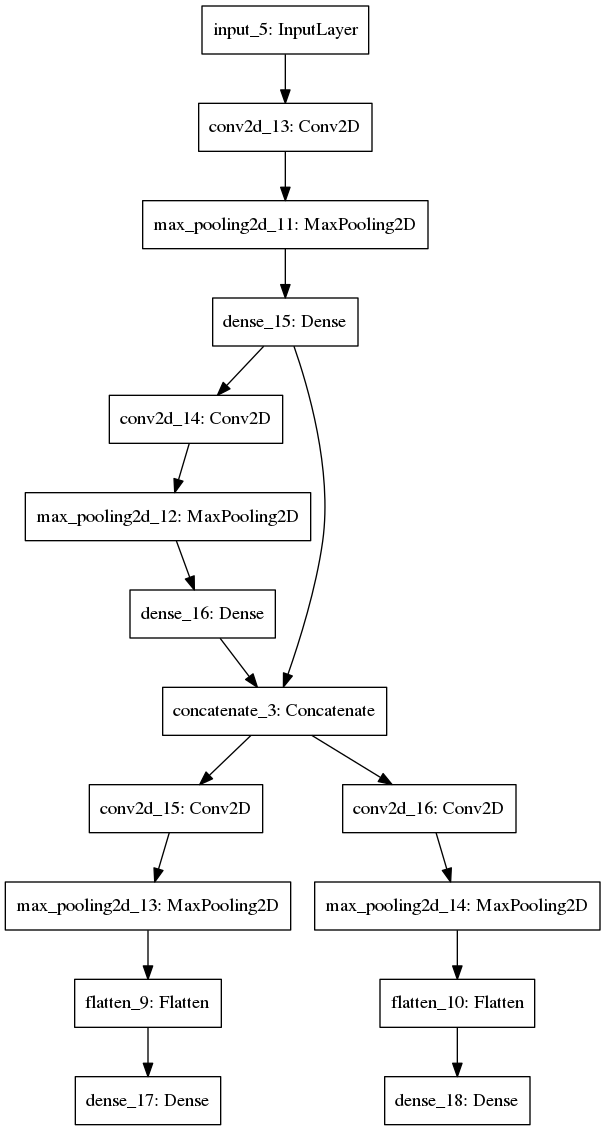 input_5: InputLayer
conv2d_13: Conv2D
max_pooling2d_11: MaxPooling2D
dense_15: Dense
conv2d_14: Conv2D
max_pooling2d_12: MaxPooling2D
dense_16: Dense
concatenate_3: Concatenate
conv2d_15: Conv2D
conv2d_16: Conv2D
max_pooling2d_13: MaxPooling2D
max_pooling2d_14: MaxPooling2D
flatten_9: Flatten
flatten_10: Flatten
dense_17: Dense
dense_18: Dense